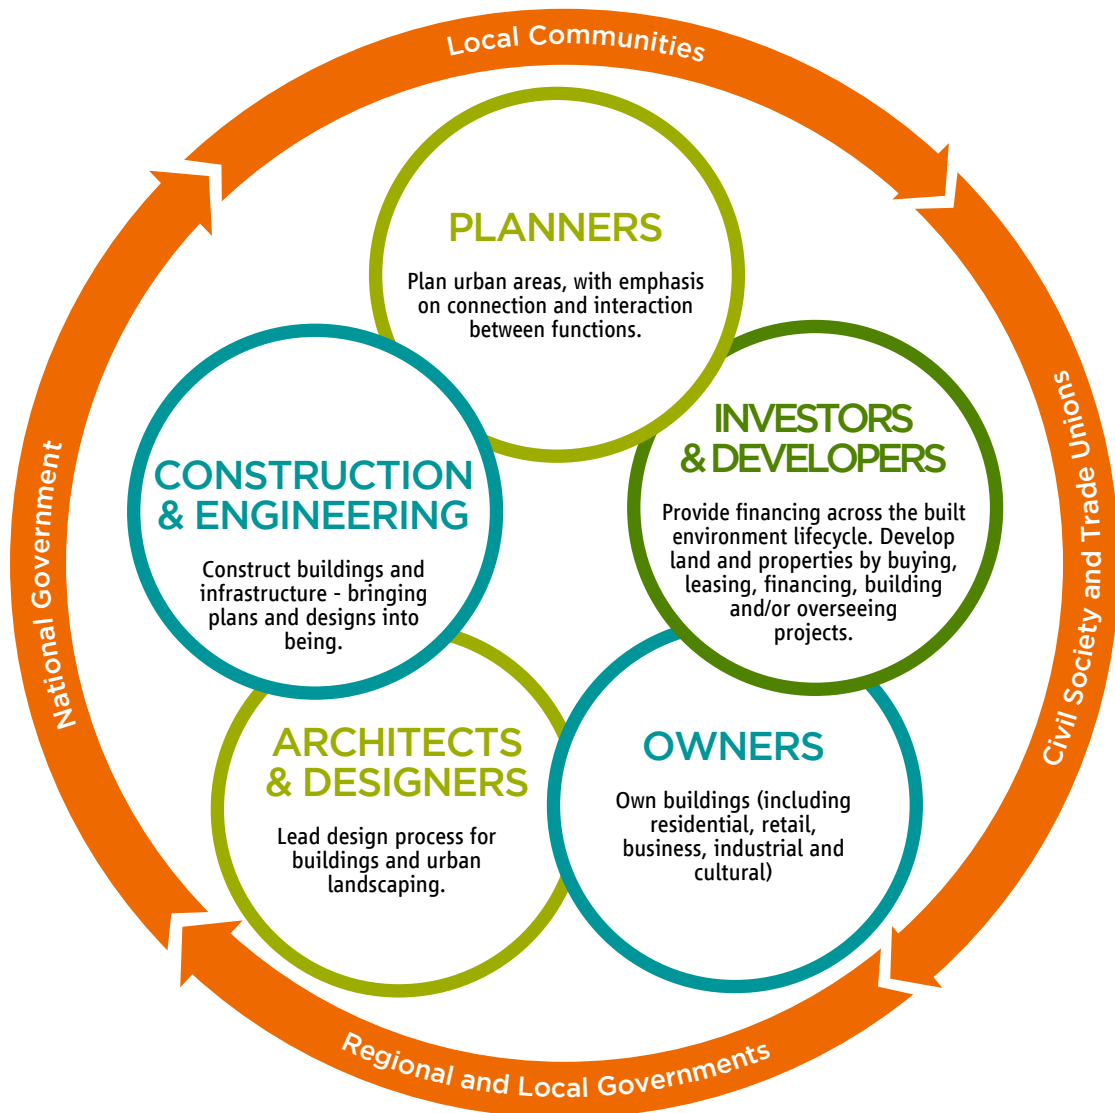 Local Communities
PLANNERS
Plan urban areas, with emphasis
on connection and interaction
between functions.
INVESTORS
& DEVELOPERS
Provide financing across the built
environment lifecycle. Develop
land and properties by buying,
leasing, financing, building
and/or overseeing
projects.
CONSTRUCTION
& ENGINEERING
Construct buildings and
infrastructure - bringing
plans and designs into
being.
ARCHITECTS
& DESIGNERS
Lead design process for
buildings and urban
landscaping.
OWNERS
Own buildings (including
residential, retail,
business, industrial and
cultural)
Civil Society and Trade Unions
Regional and Local Governments
National Government